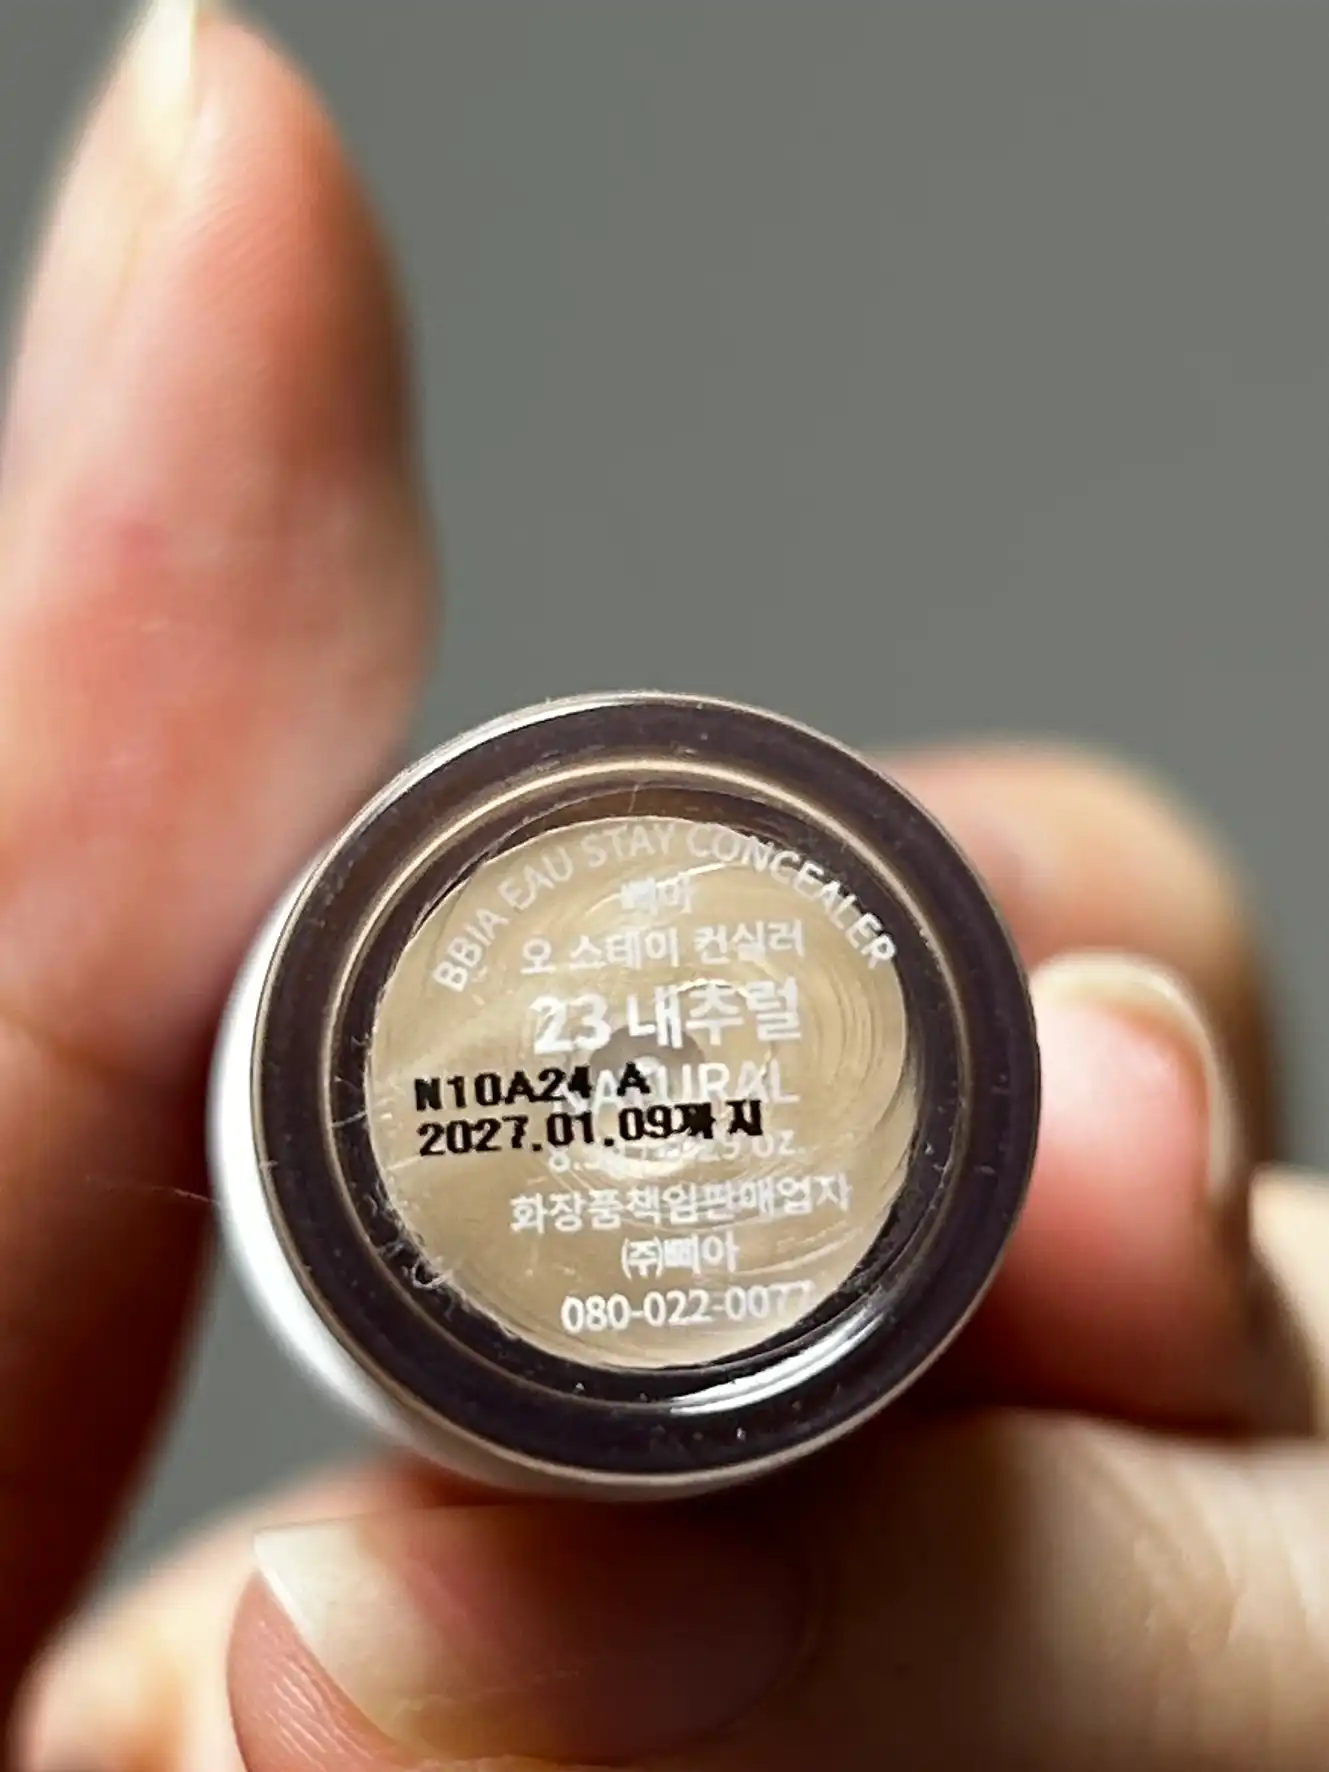 BBIA EAU STAY CONCEALER
삐아
오 스테이 컨실러
23 내추럴
NATURAL
N10A24 A
2027.01.09까지
oz.
화장품책임판매업자
㈜삐아
080-022-0077